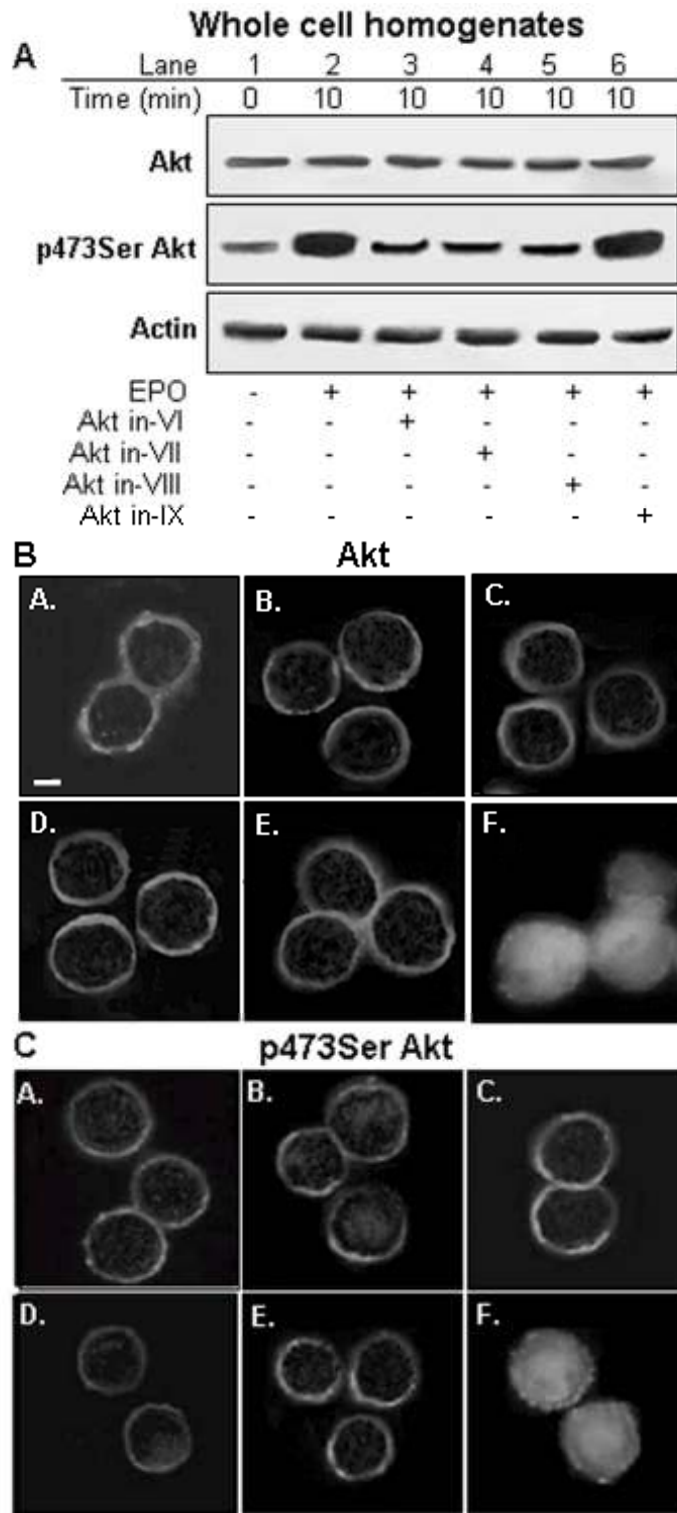 Whole cell homogenates
A
Lane 1 2 3 4 5 6
Time (min) 0 10 10 10 10 10
Akt
p473Ser Akt
Actin
EPO - + + + + +
Akt in-VI - - + - - -
Akt in-VII - - - + - -
Akt in-VIII - - - - + -
Akt in-IX - - - - - +
B Akt
A. B. C.
D. E. F.
C p473Ser Akt
A. B. C.
D. E. F.